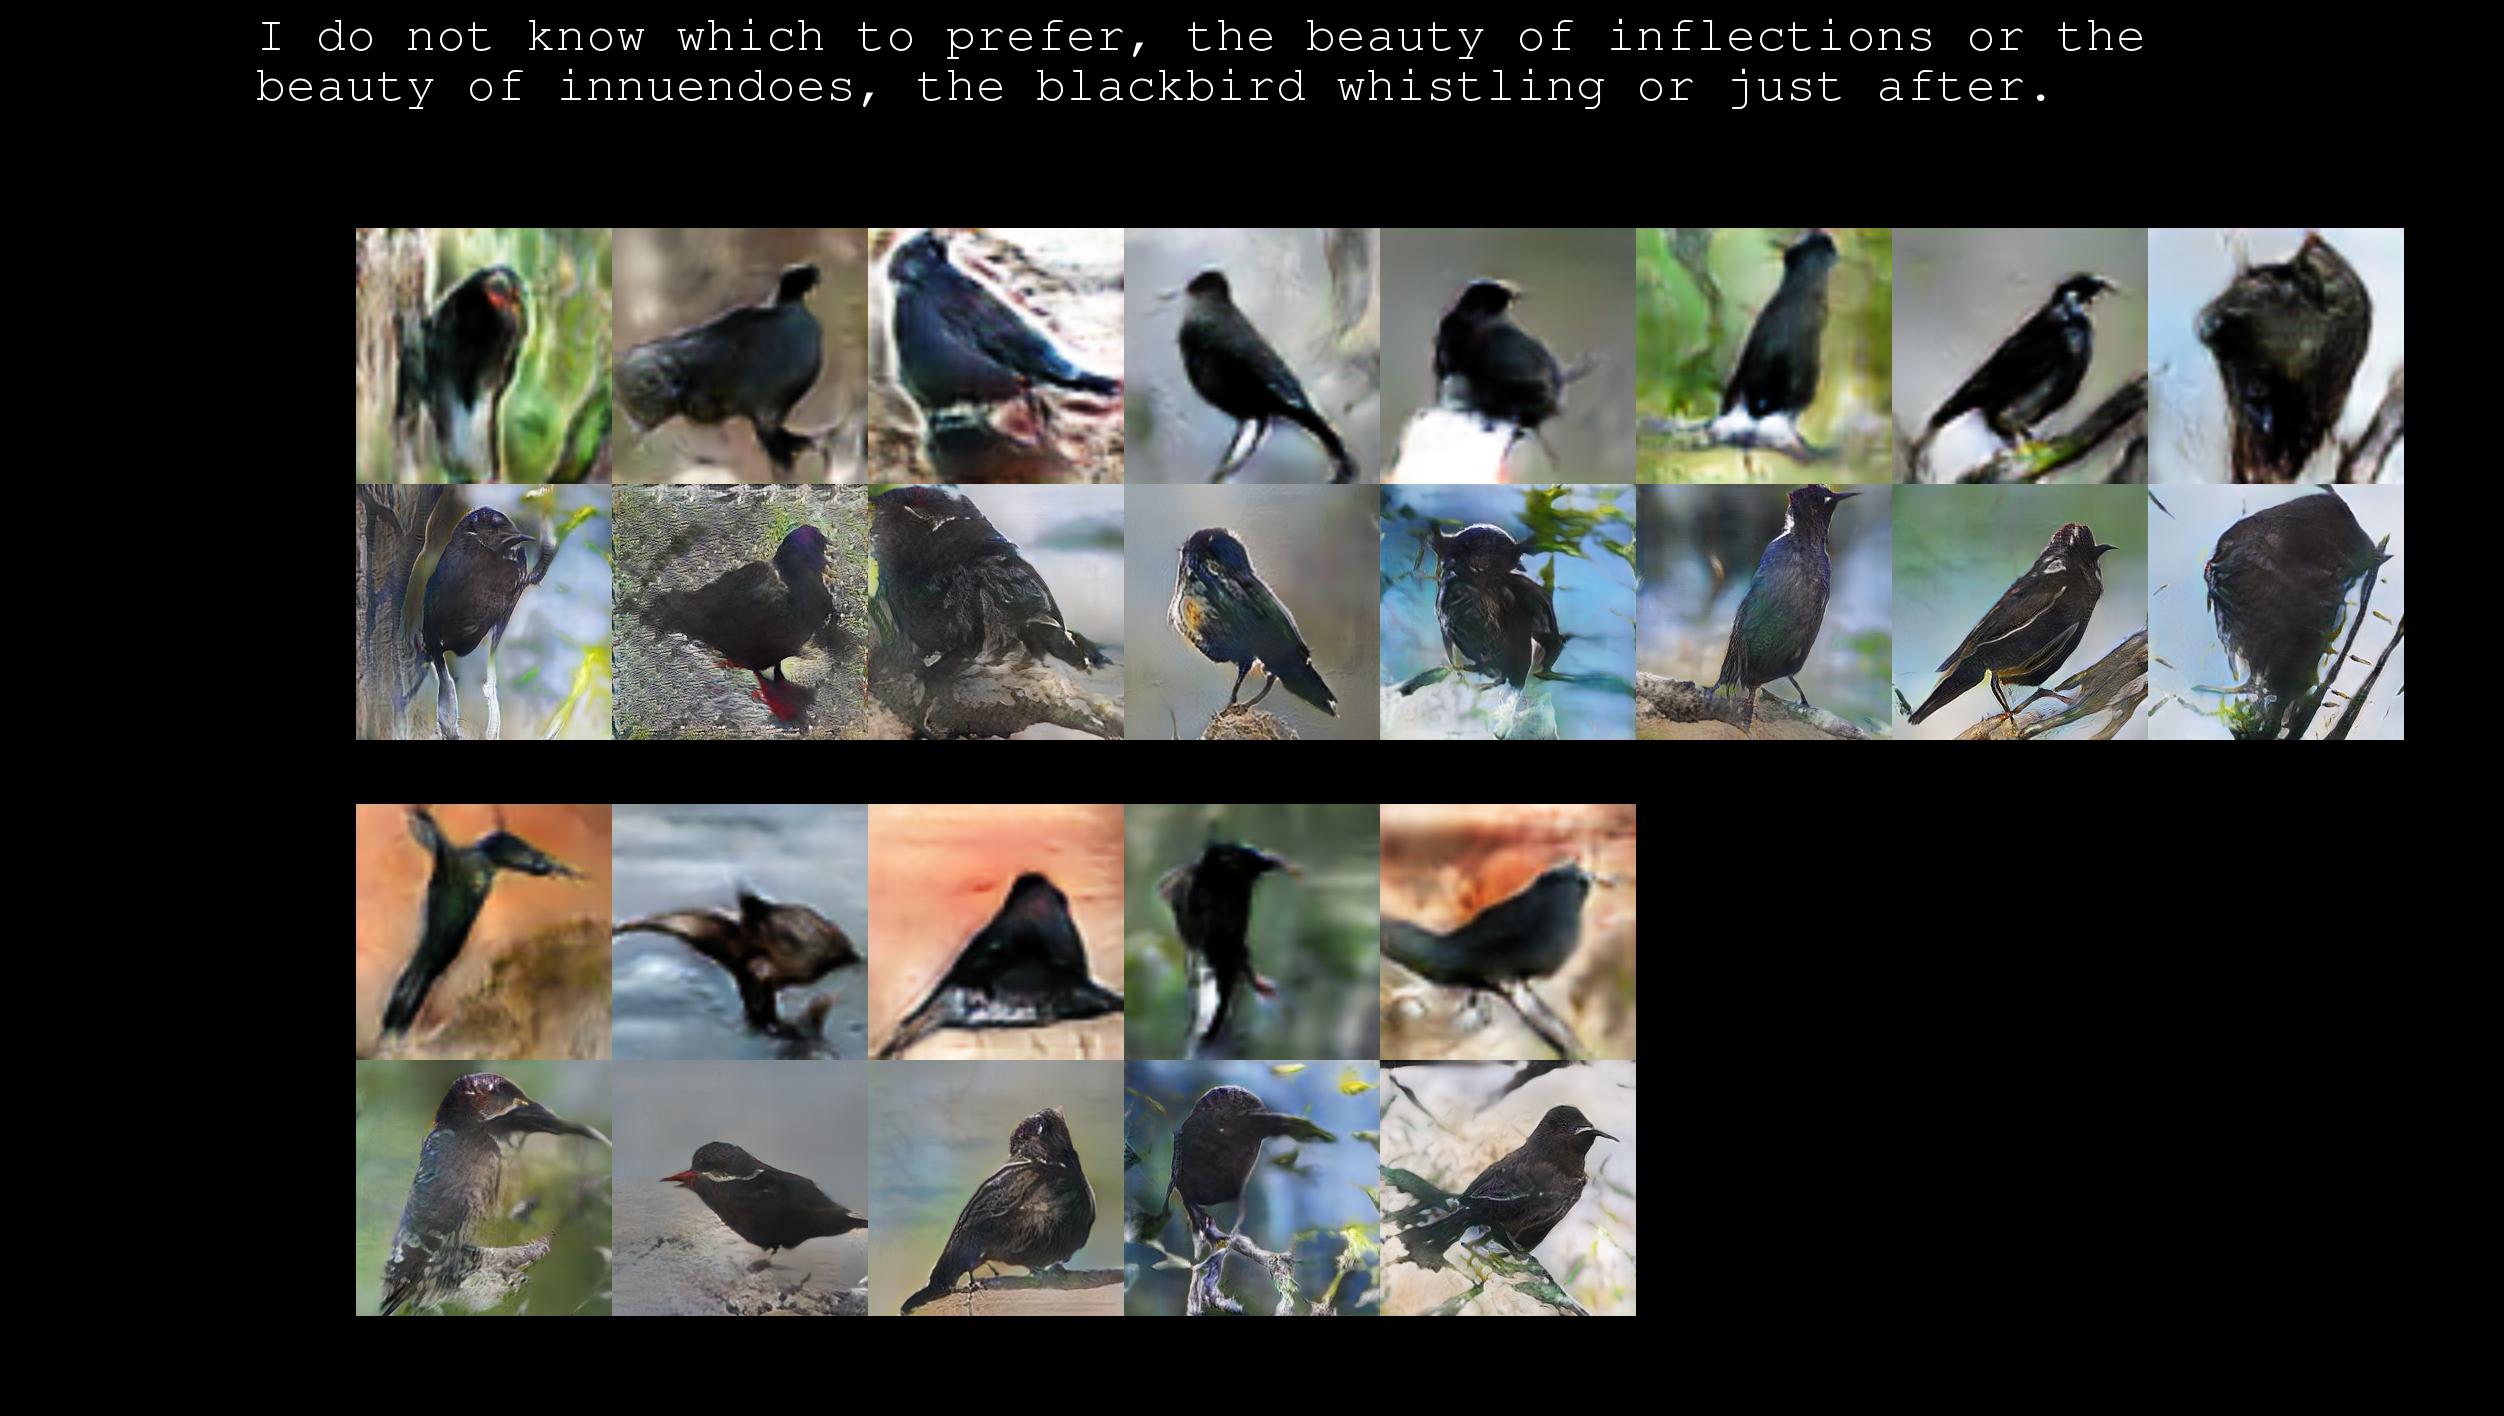 I do not know which to prefer, the beauty of inflections or the
beauty of innuendoes, the blackbird whistling or just after.